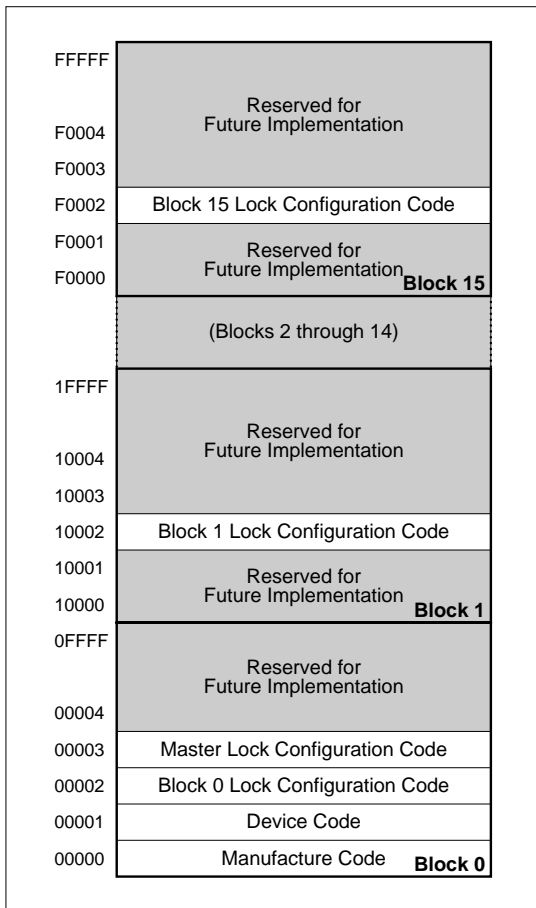 FFFFF
Reserved for
Future Implementation
F0004
F0003
F0002 Block 15 Lock Configuration Code
F0001
Reserved for
Future Implementation
F0000
Block 15
(Blocks 2 through 14)
1FFFF
Reserved for
Future Implementation
10004
10003
10002 Block 1 Lock Configuration Code
10001
Reserved for
Future Implementation
10000
Block 1
0FFFF
Reserved for
Future Implementation
00004
00003 Master Lock Configuration Code
00002 Block 0 Lock Configuration Code
00001 Device Code
00000 Manufacture Code Block 0